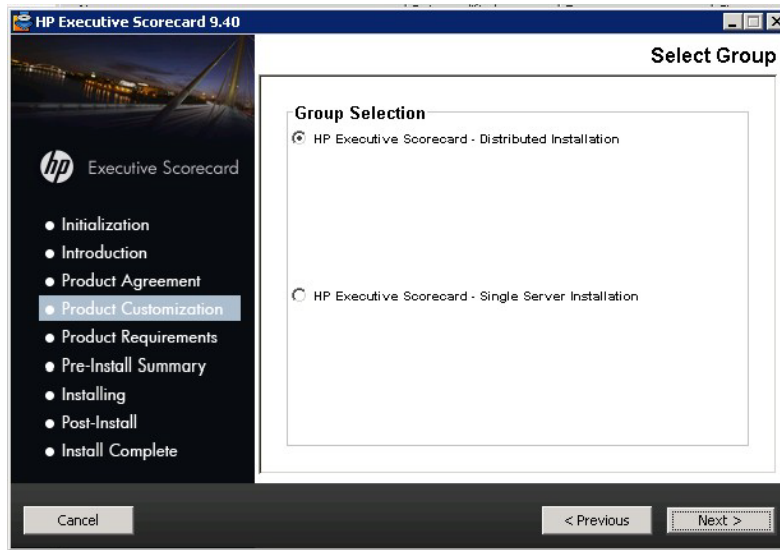 HP Executive Scorecard 9.40
Select Group
hp Executive Scorecard
Initialization
Introduction
Product Agreement
Product Customization
Product Requirements
Pre-Install Summary
Installing
Post-Install
Install Complete
Group Selection
HP Executive Scorecard - Distributed Installation
HP Executive Scorecard - Single Server Installation
Cancel
< Previous
Next >